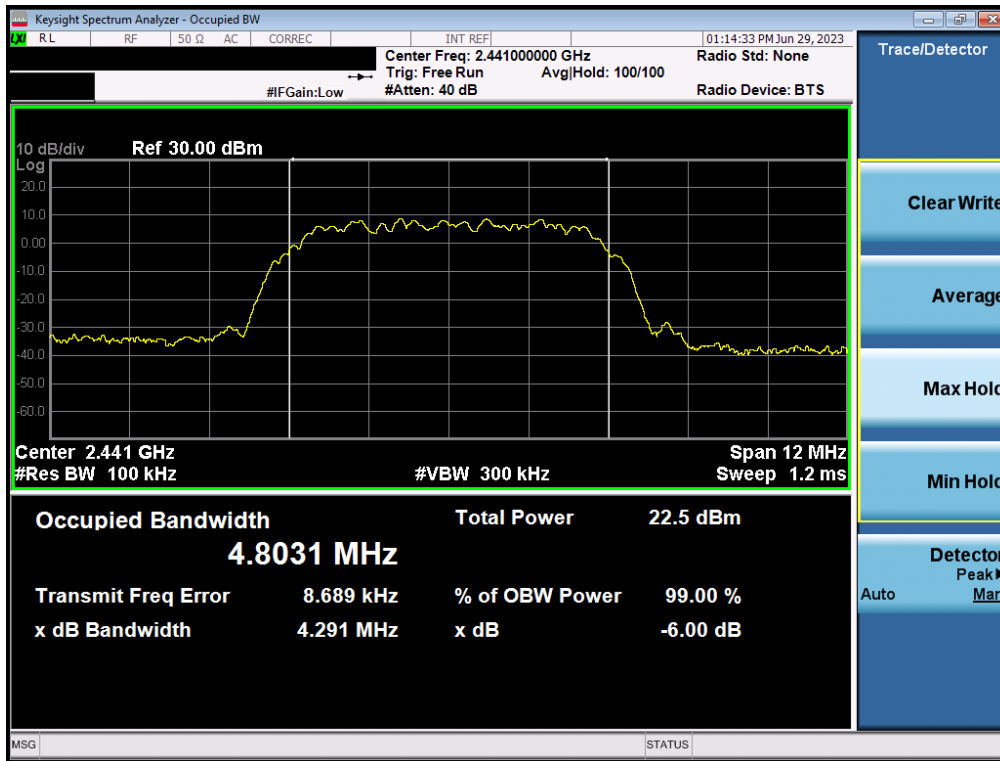 Keysight Spectrum Analyzer - Occupied BW
LXI RL RF 50 Ω AC CORREC INT REF 01:14:33 PM Jun 29, 2023
Center Freq: 2.441000000 GHz Radio Std: None
Trig: Free Run Avg|Hold: 100/100
#IFGain:Low #Atten: 40 dB Radio Device: BTS
Trace/Detector
10 dB/div Ref 30.00 dBm
Log
20.0
10.0
0.00
-10.0
-20.0
-30.0
-40.0
-50.0
-60.0
Center 2.441 GHz Span 12 MHz
#Res BW 100 kHz #VBW 300 kHz Sweep 1.2 ms
Occupied Bandwidth Total Power 22.5 dBm
4.8031 MHz
Transmit Freq Error 8.689 kHz % of OBW Power 99.00 %
x dB Bandwidth 4.291 MHz x dB -6.00 dB
Clear Write
Average
Max Hold
Min Hold
Detector
Peak
Auto Man
MSG STATUS